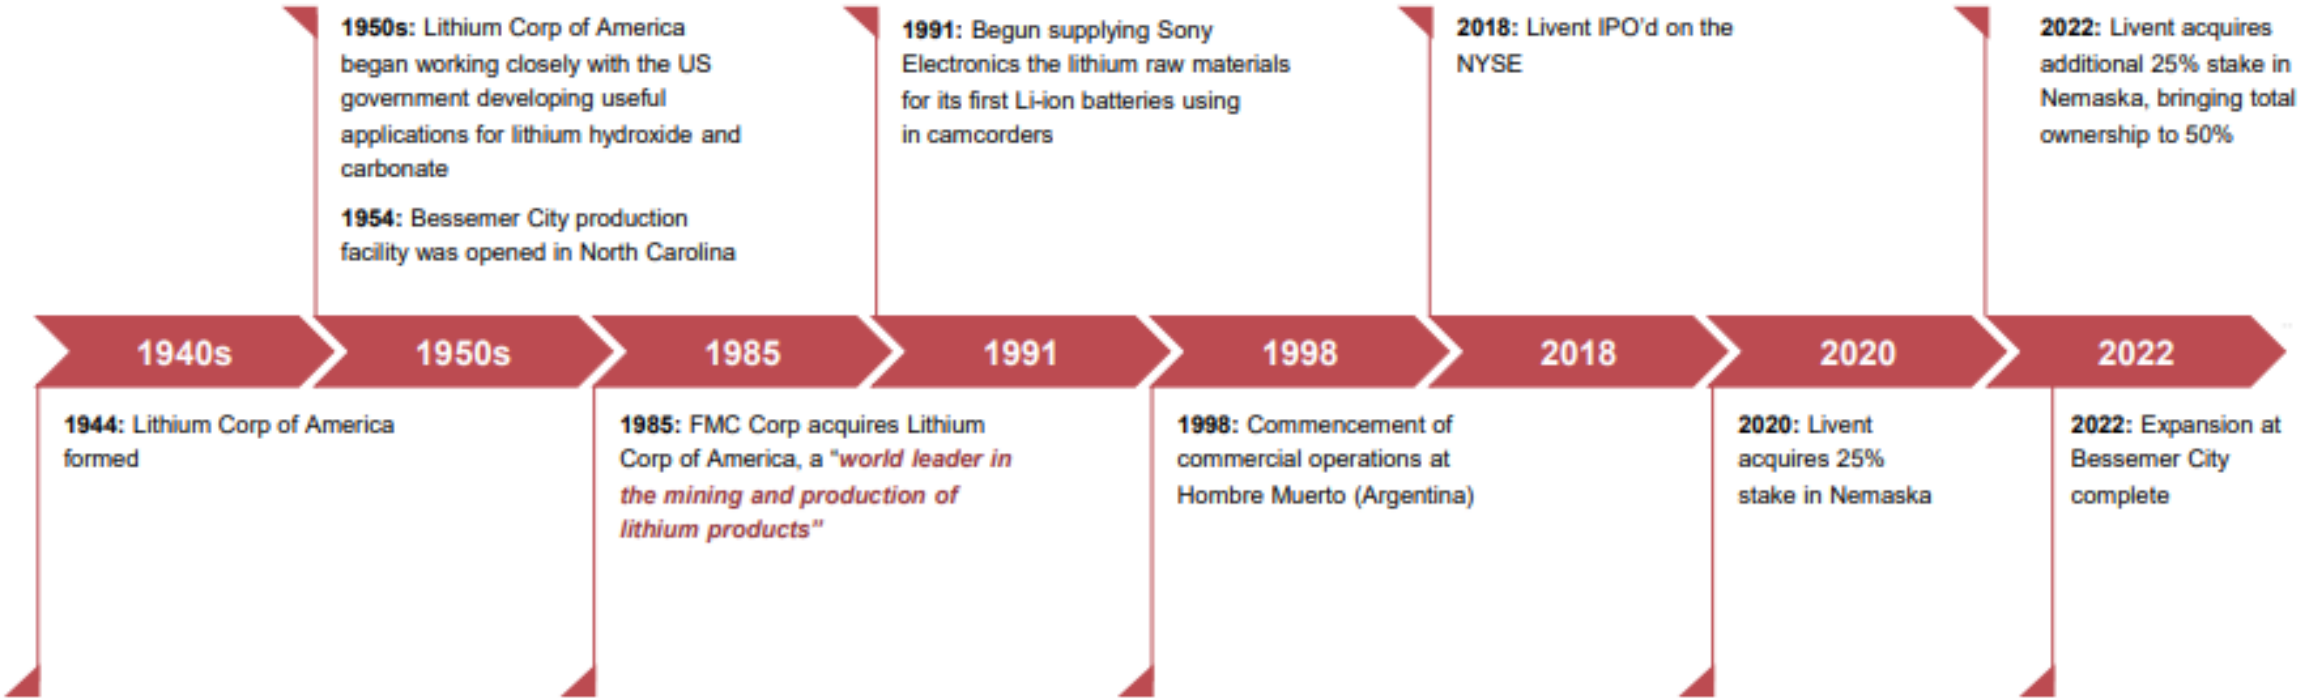 1950s: Lithium Corp of America
began working closely with the US
government developing useful
applications for lithium hydroxide and
carbonate
1954: Bessemer City production
facility was opened in North Carolina
1991: Begun supplying Sony
Electronics the lithium raw materials
for its first Li-ion batteries using
in camcorders
2018: Livent IPO'd on the
NYSE
2022: Livent acquires
additional 25% stake in
Nemaska, bringing total
ownership to 50%
1940s
1950s
1985
1991
1998
2018
2020
2022
1944: Lithium Corp of America
formed
1985: FMC Corp acquires Lithium
Corp of America, a “world leader in
the mining and production of
lithium products”
1998: Commencement of
commercial operations at
Hombre Muerto (Argentina)
2020: Livent
acquires 25%
stake in Nemaska
2022: Expansion at
Bessemer City
complete